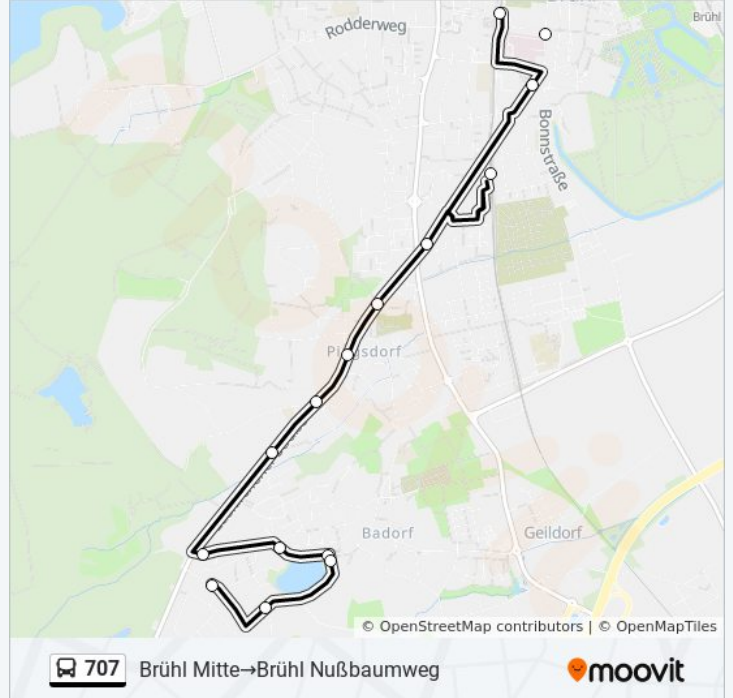 Rodderweg
Brühl
Bonnstraße
Pingsdorf
Badorf
Geildorf
© OpenStreetMap contributors | © OpenMapTiles
707 Brühl Mitte→Brühl Nußbaumweg
moovit